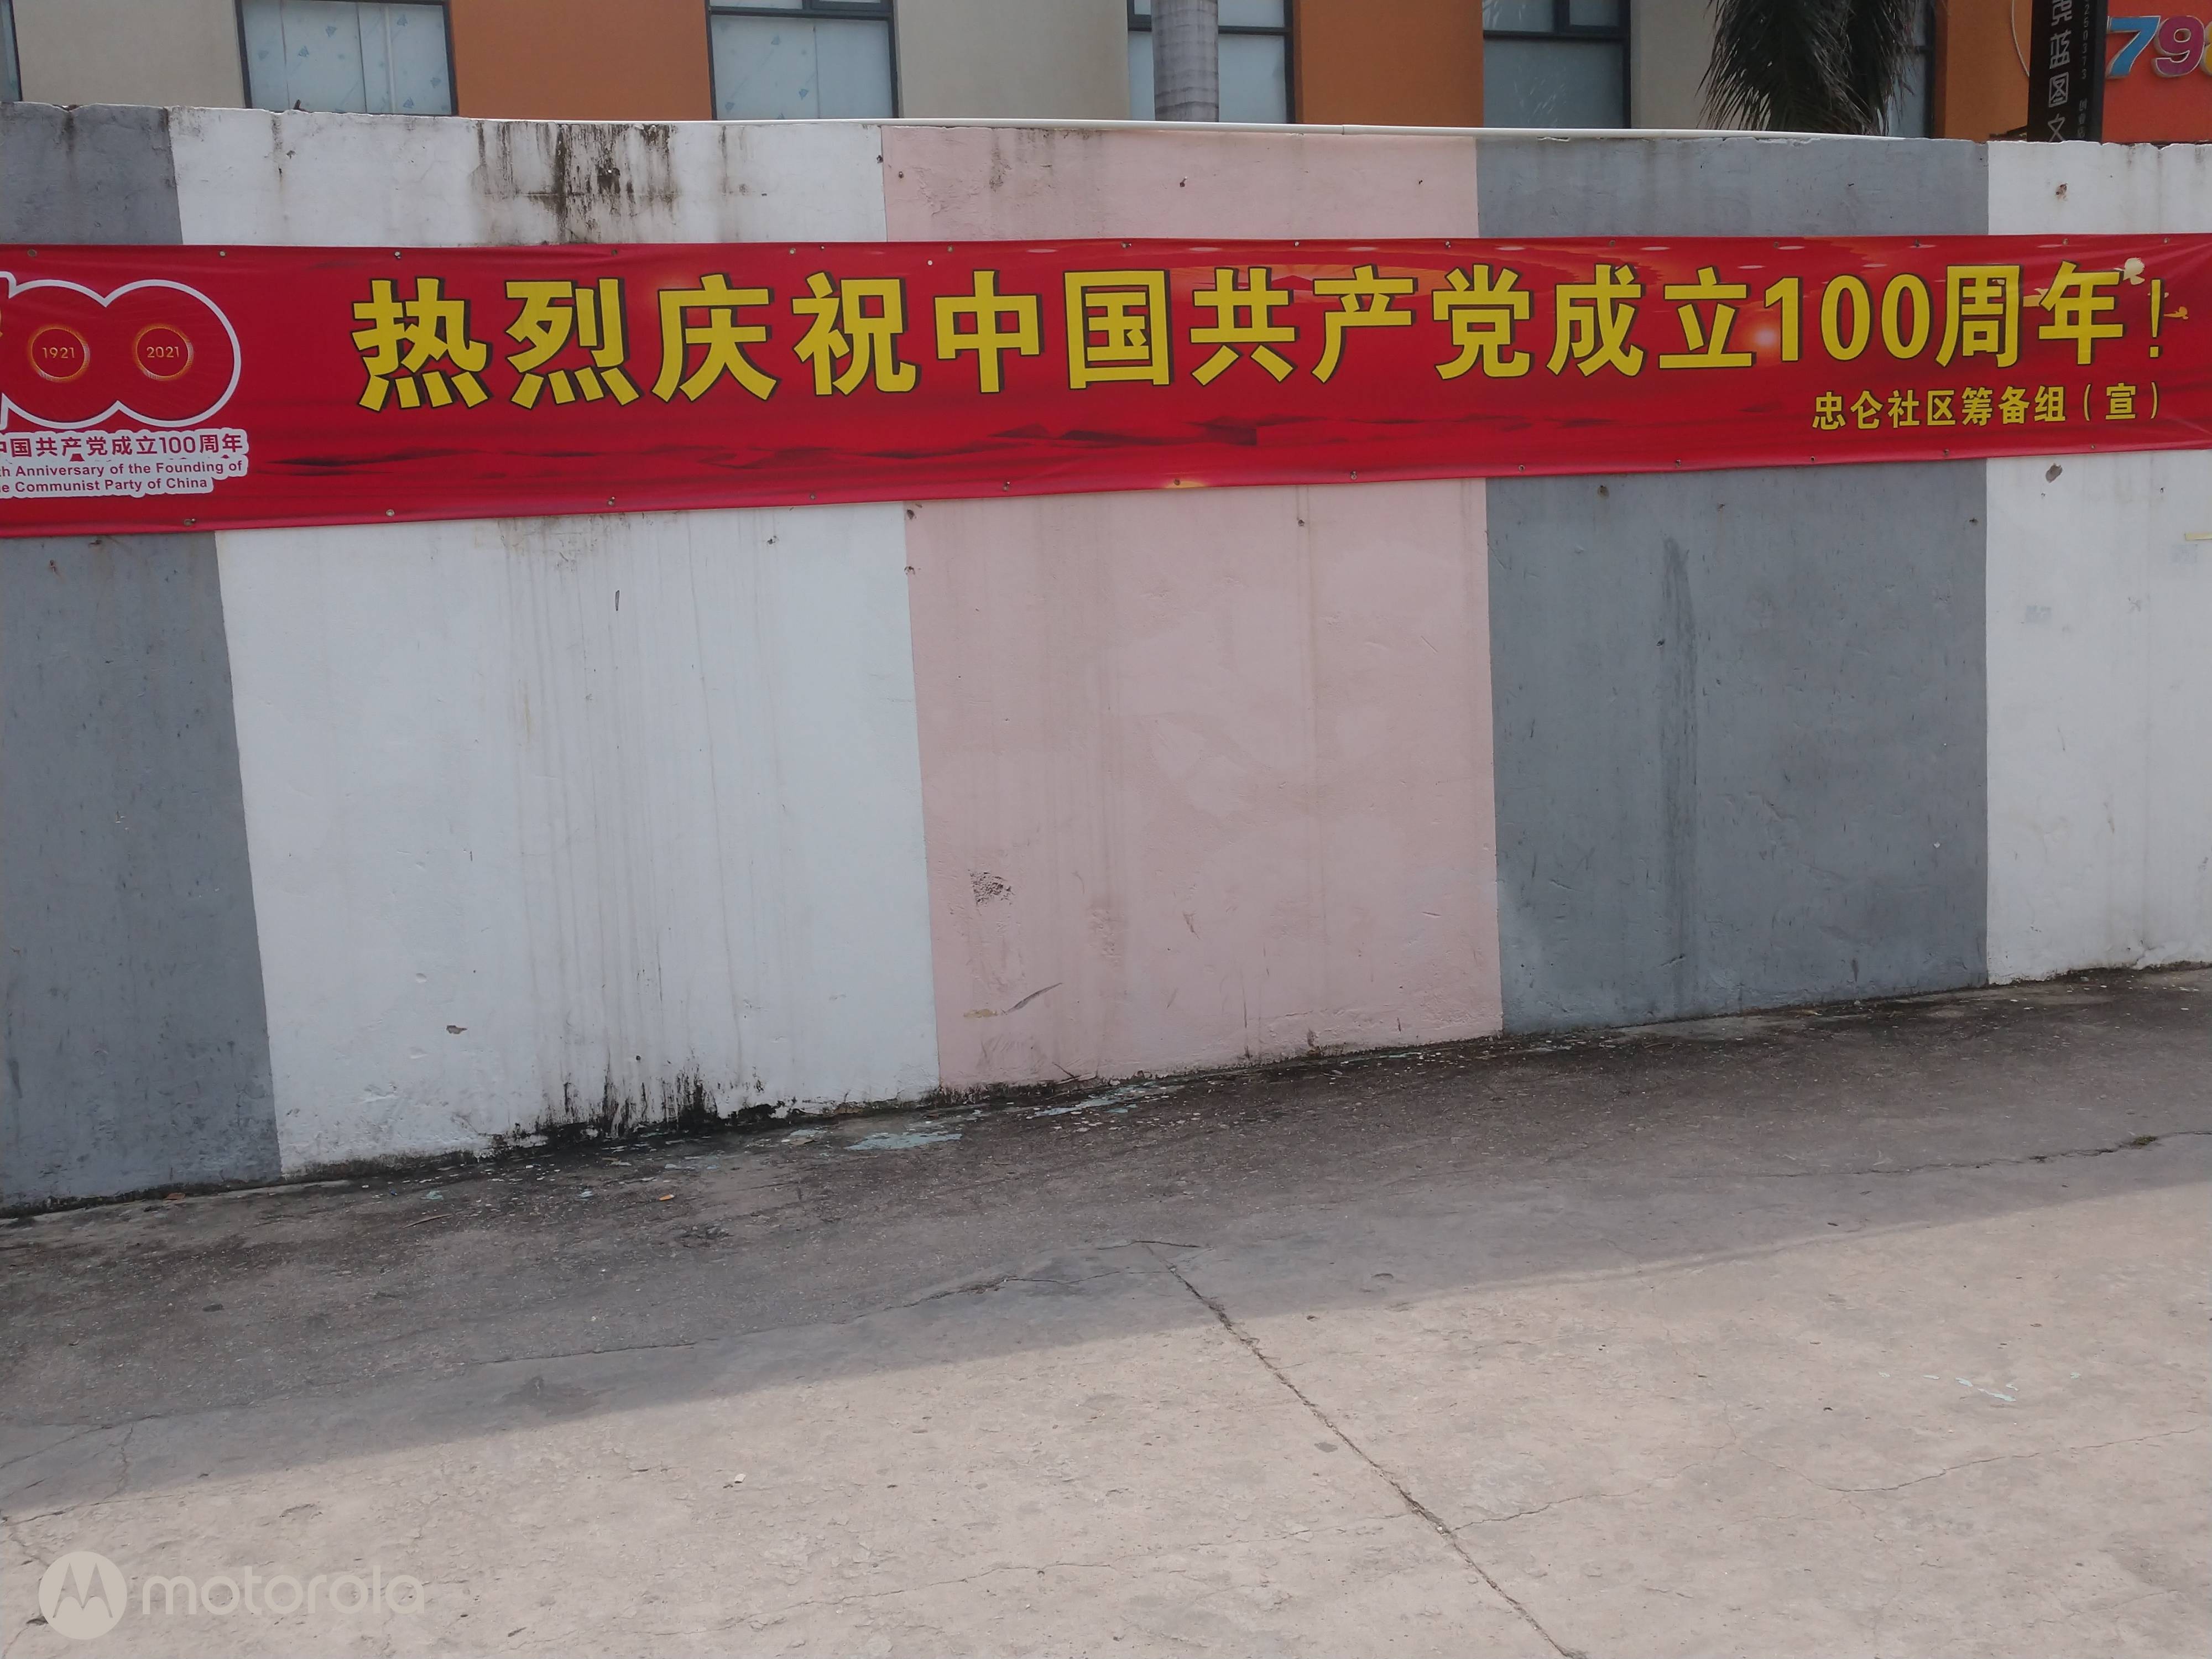 798
1921
2021
热烈庆祝中国共产党成立100周年！
忠仑社区筹备组（宣）
中国共产党成立100周年
Anniversary of the Founding of
Communist Party of China
motorola